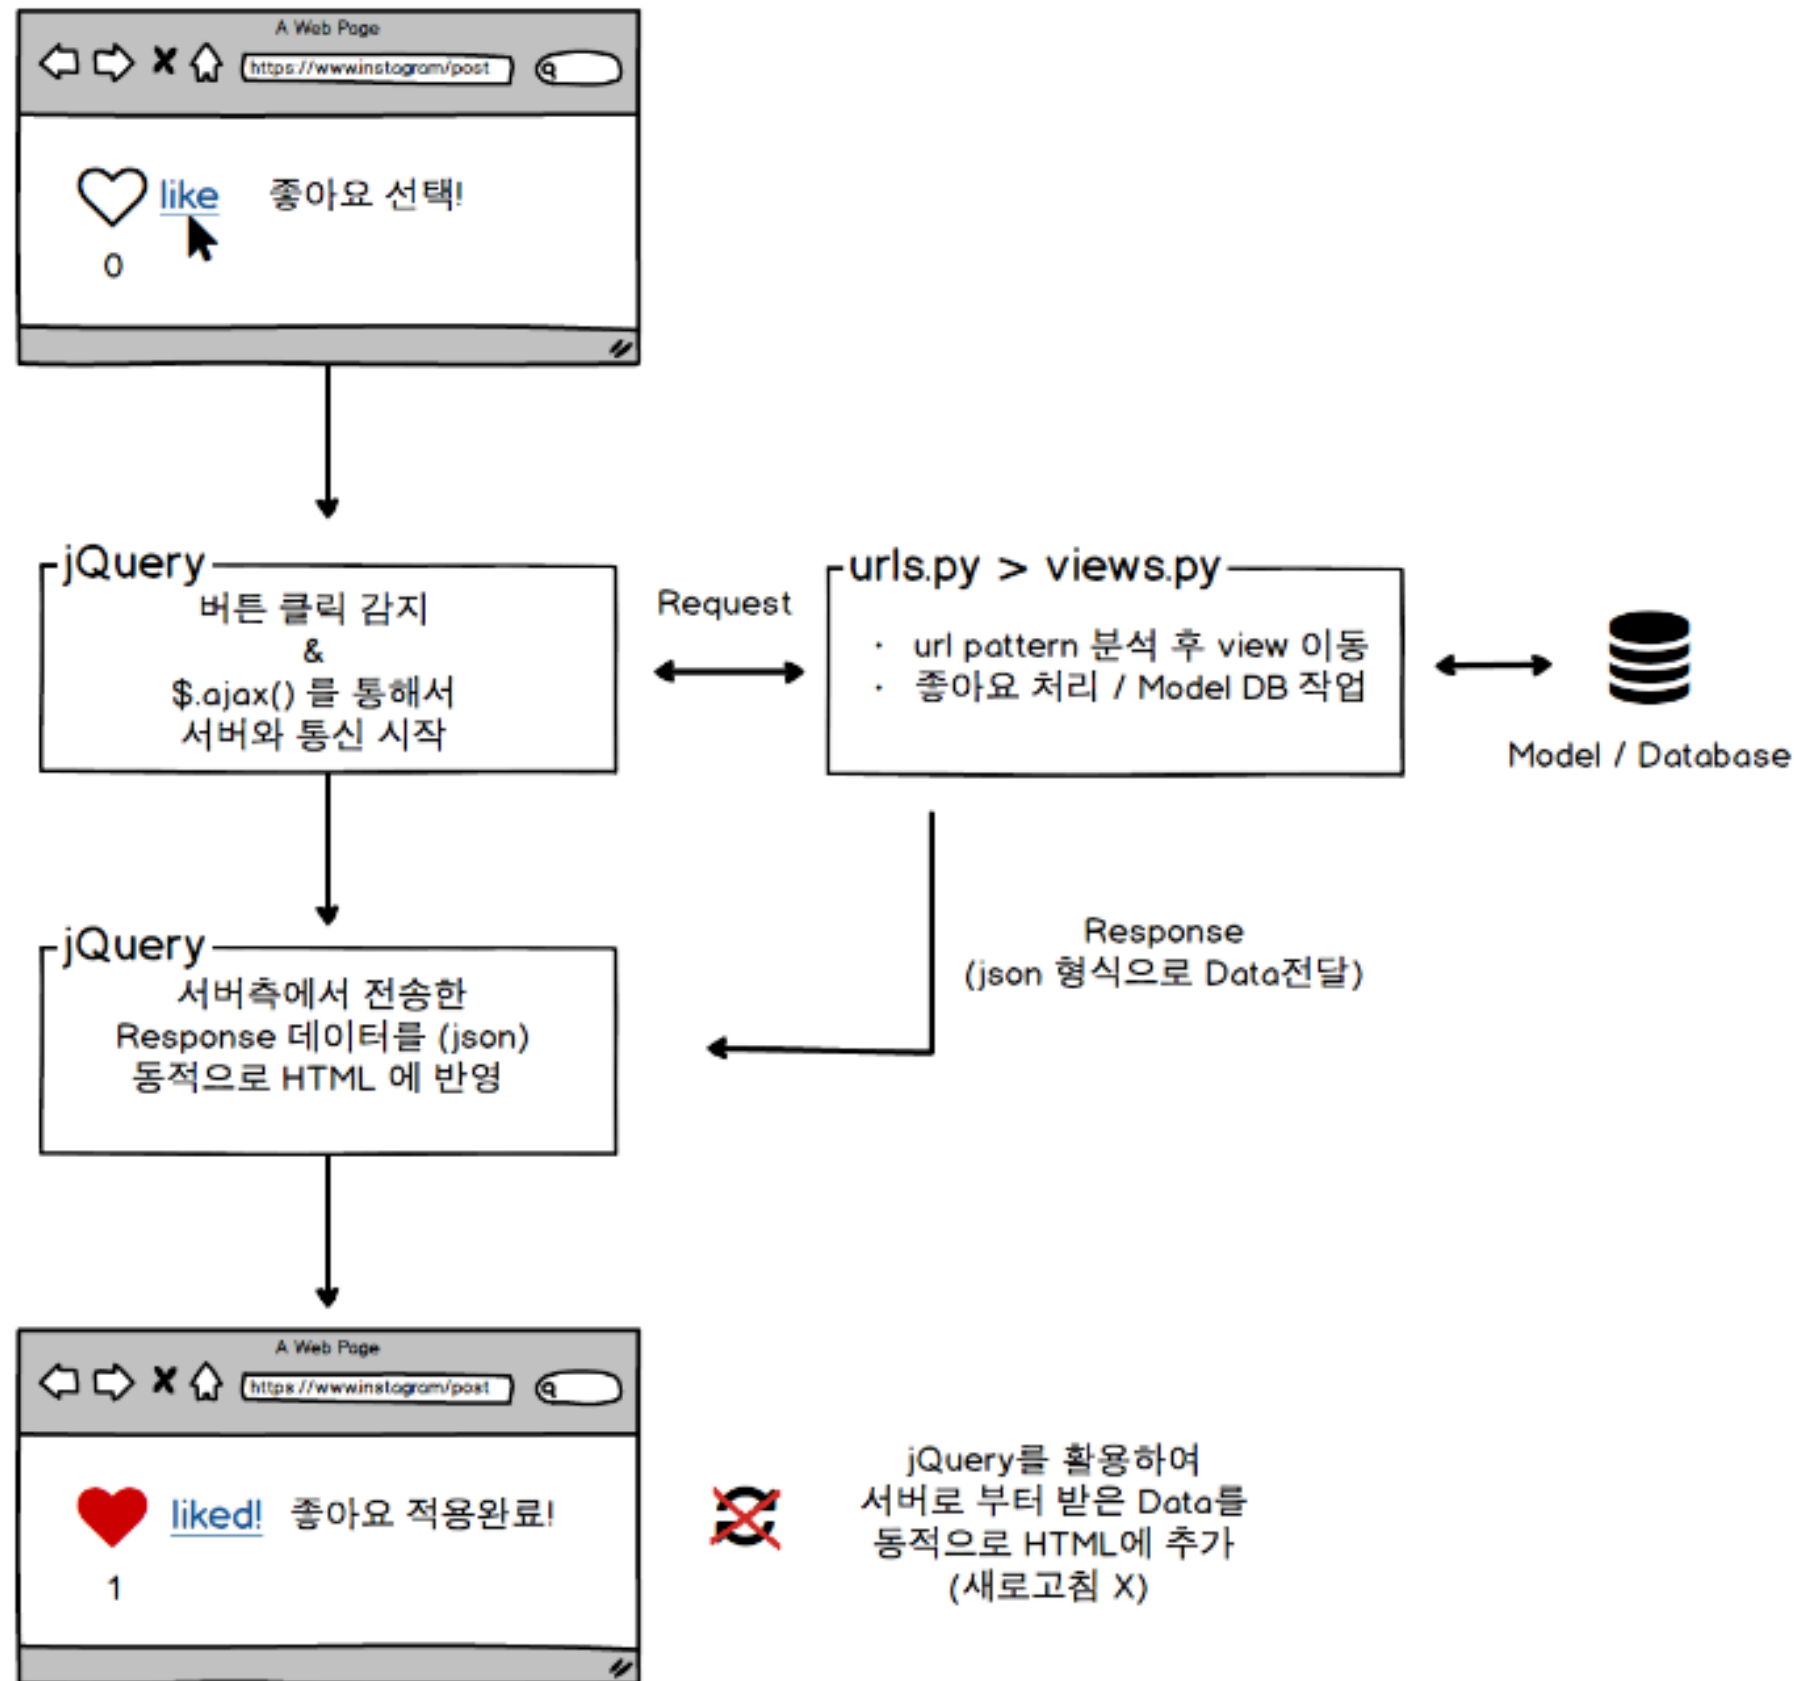 A Web Page
https://www.instagram/post
like 좋아요 선택!
0
jQuery
버튼 클릭 감지
&
$.ajax() 를 통해서
서버와 통신 시작
Request
urls.py > views.py
· url pattern 분석 후 view 이동
· 좋아요 처리 / Model DB 작업
Model / Database
Response
(json 형식으로 Data전달)
jQuery
서버측에서 전송한
Response 데이터를 (json)
동적으로 HTML 에 반영
A Web Page
https://www.instagram/post
liked! 좋아요 적용완료!
1
jQuery를 활용하여
서버로 부터 받은 Data를
동적으로 HTML에 추가
(새로고침 X)